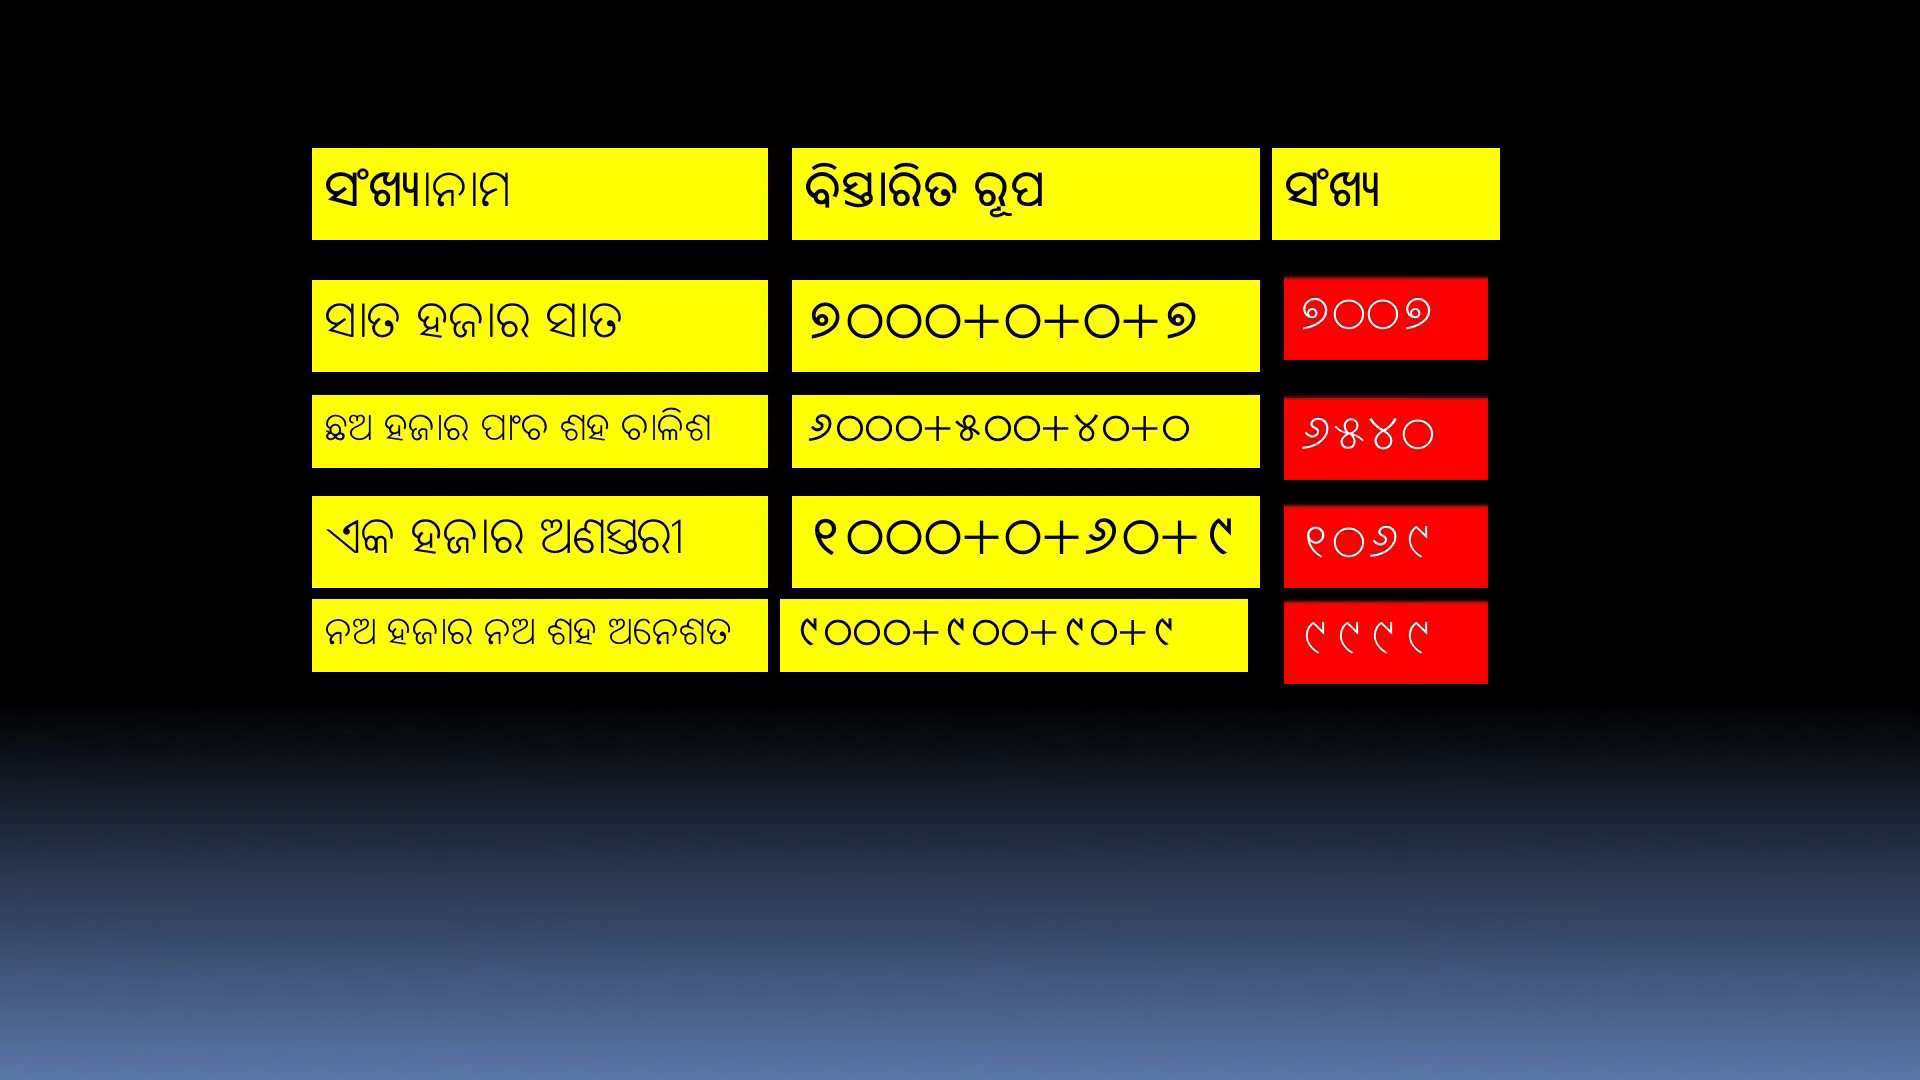 ସଂଖ୍ୟାନାମ ବିସ୍ତାରିତ ରୂପ ସଂଖ୍ୟ
ସାତ ହଜାର ସାତ ୭୦୦୦+୦+୦+୭ ୭୦୦୭
ଛଅ ହଜାର ପାଂଚ ଶହ ଚାଳିଶ ୬୦୦୦+୫୦୦+୪୦+୦ ୬୫୪୦
ଏକ ହଜାର ଅଣସ୍ତରୀ ୧୦୦୦+୦+୬୦+୯ ୧୦୬୯
ନଅ ହଜାର ନଅ ଶହ ଅନେଶତ ୯୦୦୦+୯୦୦+୯୦+୯ ୯୯୯୯